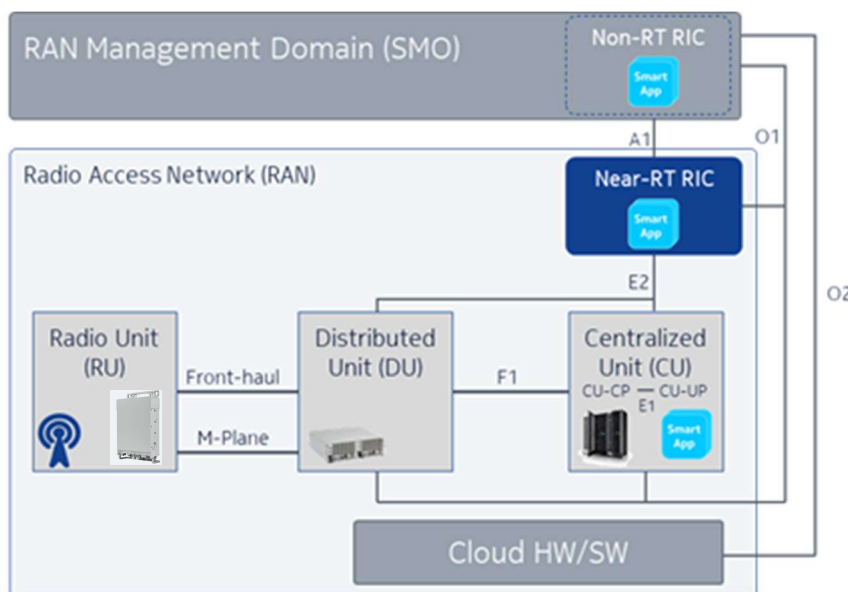 RAN Management Domain (SMO)
Non-RT RIC
Smart
App
A1
O1
Radio Access Network (RAN)
Near-RT RIC
Smart
App
E2
O2
Radio Unit
(RU)
Distributed
Unit (DU)
Centralized
Unit (CU)
Front-haul
F1
CU-CP
CU-UP
E1
M-Plane
Smart
App
Cloud HW/SW